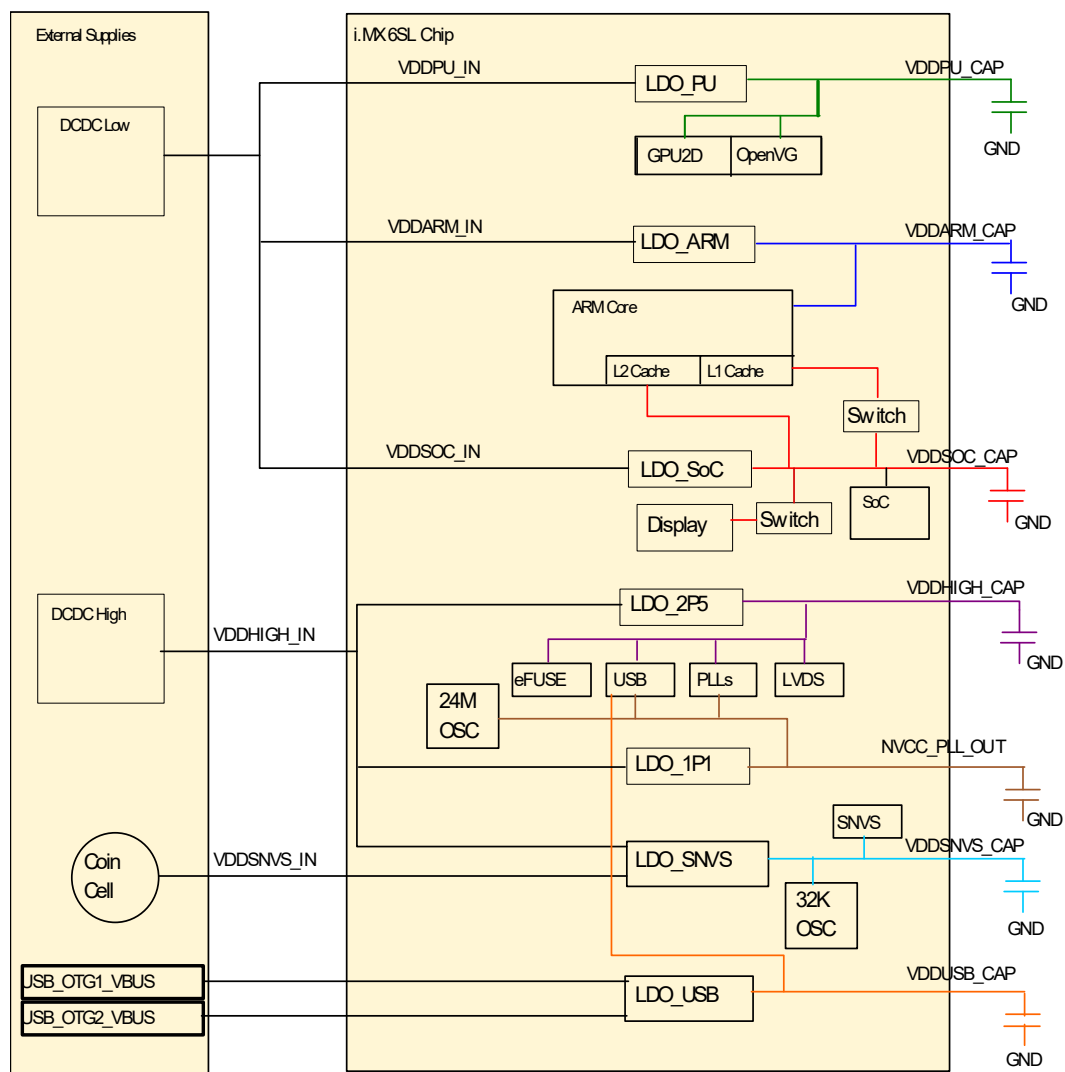 External Supplies
i.MX6SL Chip
VDDPU_IN
VDDPU_CAP
LDO_PU
DCDC Low
GND
GPU2D
OpenVG
VDDARM_IN
VDDARM_CAP
LDO_ARM
GND
ARM Core
L2 Cache
L1 Cache
Switch
VDDSOC_IN
VDDSOC_CAP
LDO_SoC
SoC
Display
Switch
GND
DCDC High
LDO_2P5
VDDHIGH_CAP
VDDHIGH_IN
GND
eFUSE
USB
PLLs
LVDS
24M
OSC
NVCC_PLL_OUT
LDO_1P1
GND
SNVS
Coin
Cell
VDDSNVS_IN
LDO_SNVS
VDDSNVS_CAP
32K
OSC
GND
USB_OTG1_VBUS
USB_OTG2_VBUS
LDO_USB
VDDUSB_CAP
GND